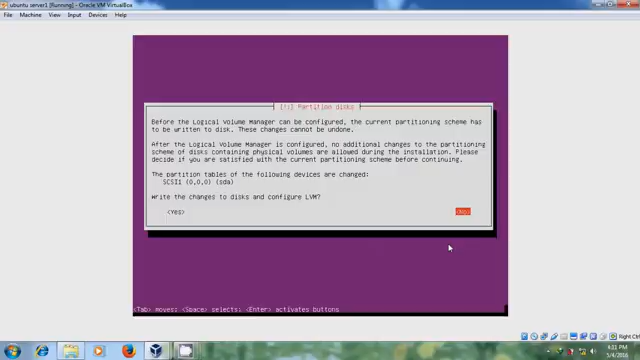 ubuntu server1 [Running] - Oracle VM VirtualBox
File Machine View Input Devices Help
[!!] Partition disks
Before the Logical Volume Manager can be configured, the current partitioning scheme has
to be written to disk. These changes cannot be undone.
After the Logical Volume Manager is configured, no additional changes to the partitioning
scheme of disks containing physical volumes are allowed during the installation. Please
decide if you are satisfied with the current partitioning scheme before continuing.
The partition tables of the following devices are changed:
SCSI1 (0,0,0) (sda)
Write the changes to disks and configure LVM?
<Yes> <No>
<Tab> moves; <Space> selects; <Enter> activates buttons
Right Ctrl
4:11 PM
5/4/2016